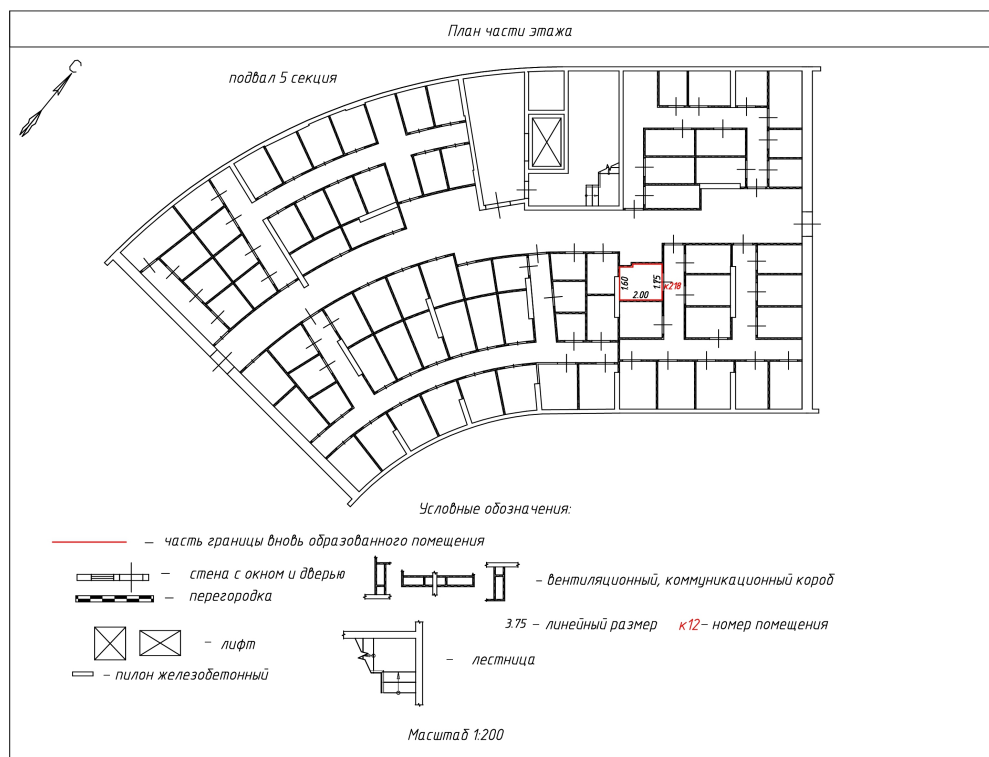 План части этажа
С
подвал 5 секция
1.60
1.75
к218
2.00
Условные обозначения:
– часть границы вновь образованного помещения
– стена с окном и дверью
– вентиляционный, коммуникационный короб
– перегородка
3.75 – линейный размер к12 – номер помещения
– лифт
– лестница
– пилон железобетонный
Масштаб 1:200